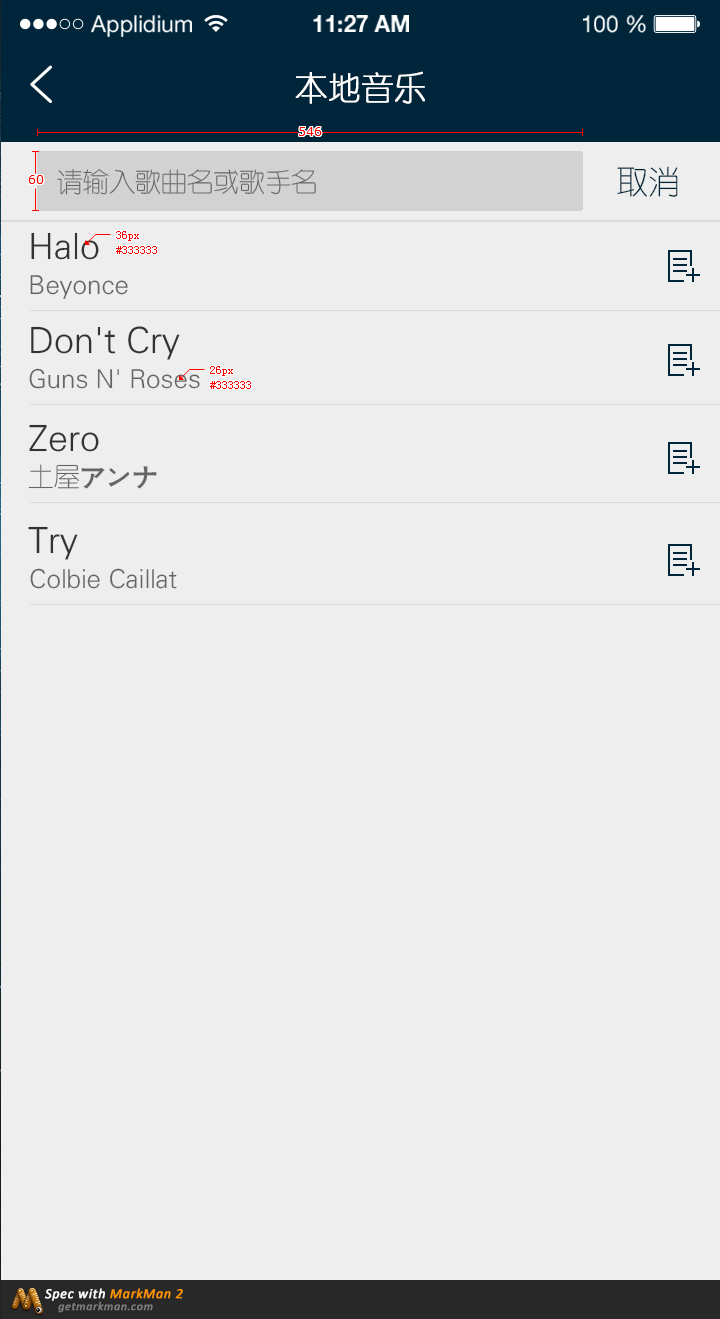 Applidium 11:27 AM 100 %
本地音乐
546
60 请输入歌曲名或歌手名 取消
Halo 36px
#333333
Beyonce
Don't Cry
Guns N' Roses 26px
#333333
Zero
土屋アンナ
Try
Colbie Caillat
Spec with MarkMan 2
getmarkman.com